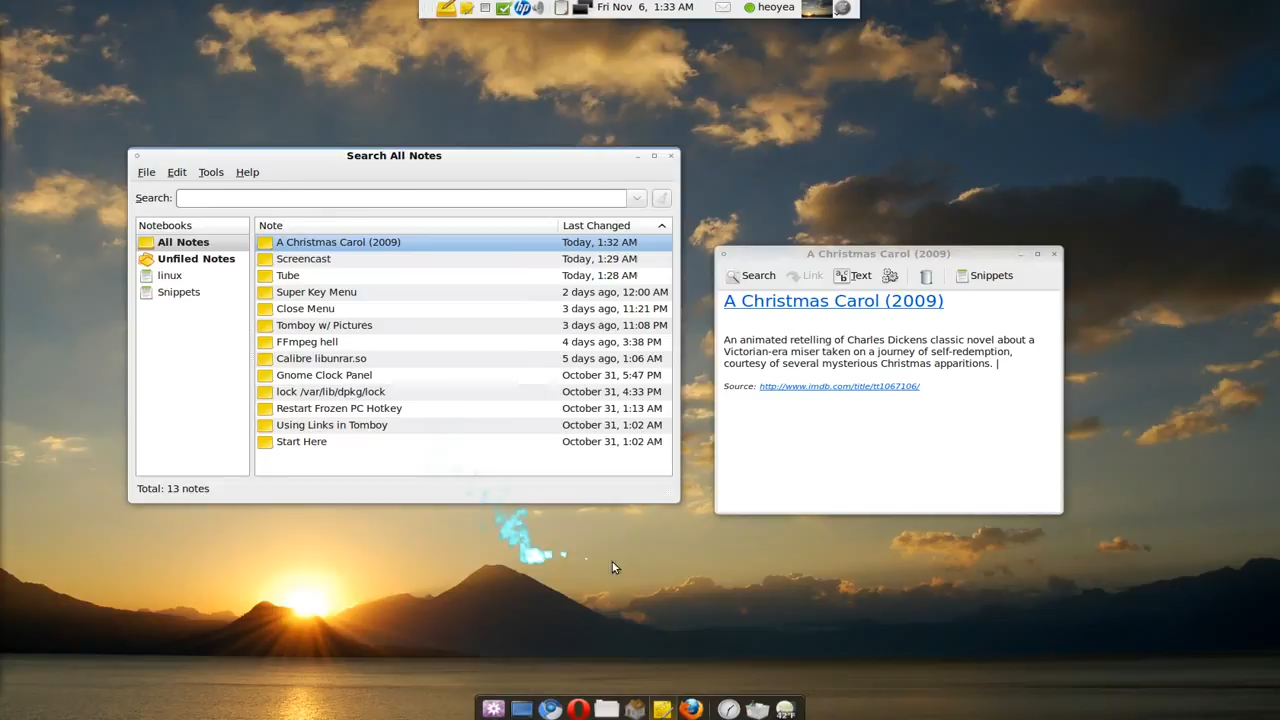 Fri Nov 6, 1:33 AM
heoyea
Search All Notes
File Edit Tools Help
Search:
Notebooks
All Notes
Unfiled Notes
linux
Snippets
Note Last Changed
A Christmas Carol (2009) Today, 1:32 AM
Screencast Today, 1:29 AM
Tube Today, 1:28 AM
Super Key Menu 2 days ago, 12:00 AM
Close Menu 3 days ago, 11:21 PM
Tomboy w/ Pictures 3 days ago, 11:08 PM
FFmpeg hell 4 days ago, 3:38 PM
Calibre libunrar.so 5 days ago, 1:06 AM
Gnome Clock Panel October 31, 5:47 PM
lock /var/lib/dpkg/lock October 31, 4:33 PM
Restart Frozen PC Hotkey October 31, 1:13 AM
Using Links in Tomboy October 31, 1:02 AM
Start Here October 31, 1:02 AM
Total: 13 notes
A Christmas Carol (2009)
Search Link Text Snippets
A Christmas Carol (2009)
An animated retelling of Charles Dickens classic novel about a
Victorian-era miser taken on a journey of self-redemption,
courtesy of several mysterious Christmas apparitions.
Source: http://www.imdb.com/title/tt1067106/
42°F